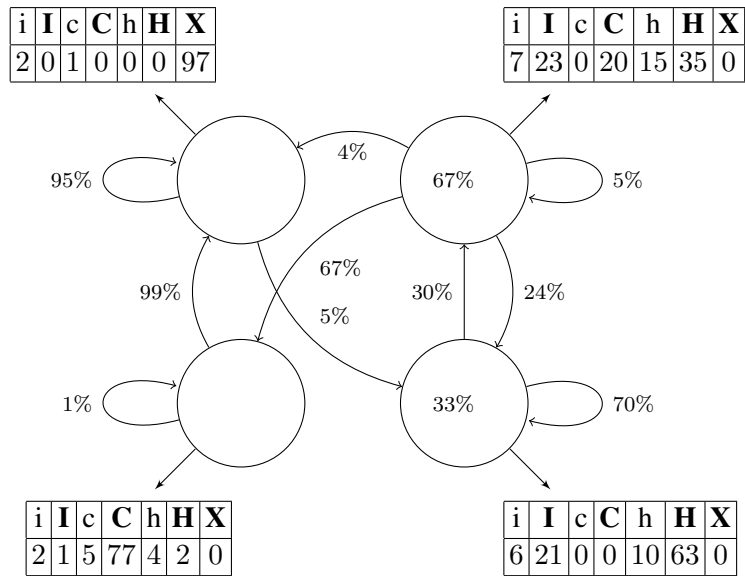 i I c C h H X
2 0 1 0 0 0 97
i I c C h H X
7 23 0 20 15 35 0
4%
95%
67%
5%
67%
99%
30%
24%
5%
1%
33%
70%
i I c C h H X
2 1 5 77 4 2 0
i I c C h H X
6 21 0 0 10 63 0